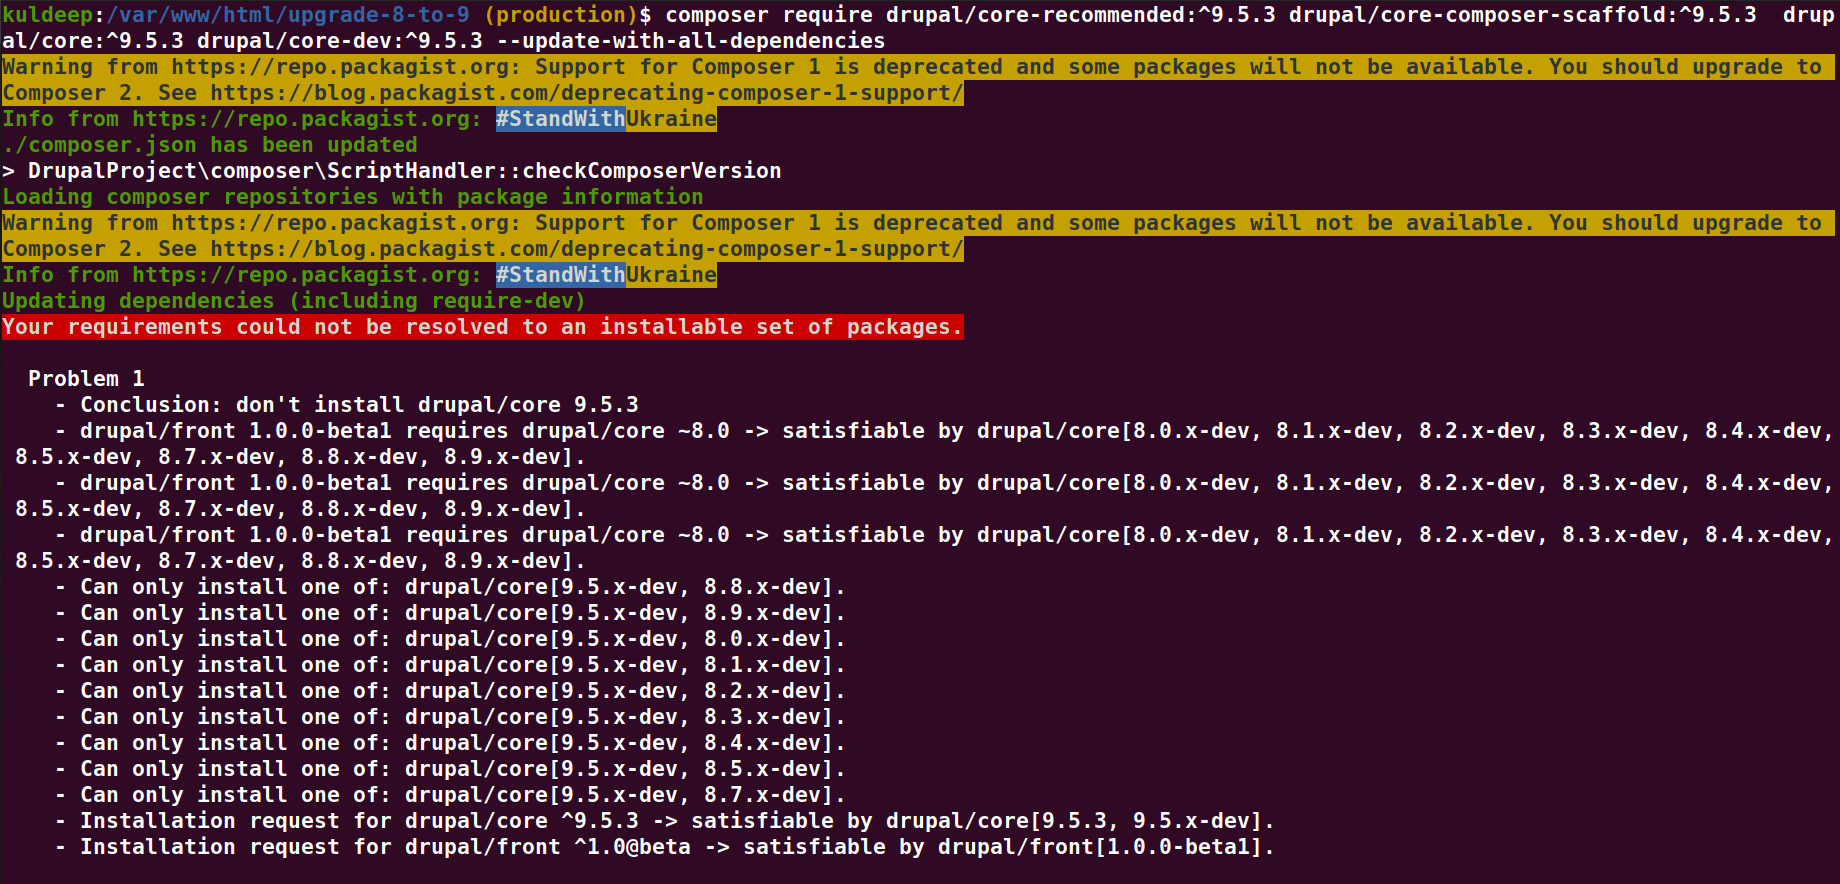 kuldeep:/var/www/html/upgrade-8-to-9 (production)$ composer require drupal/core-recommended:^9.5.3 drupal/core-composer-scaffold:^9.5.3  drup
al/core:^9.5.3 drupal/core-dev:^9.5.3 --update-with-all-dependencies
Warning from https://repo.packagist.org: Support for Composer 1 is deprecated and some packages will not be available. You should upgrade to
Composer 2. See https://blog.packagist.com/deprecating-composer-1-support/
Info from https://repo.packagist.org: #StandWithUkraine
./composer.json has been updated
> DrupalProject\composer\ScriptHandler::checkComposerVersion
Loading composer repositories with package information
Warning from https://repo.packagist.org: Support for Composer 1 is deprecated and some packages will not be available. You should upgrade to
Composer 2. See https://blog.packagist.com/deprecating-composer-1-support/
Info from https://repo.packagist.org: #StandWithUkraine
Updating dependencies (including require-dev)
Your requirements could not be resolved to an installable set of packages.
  Problem 1
    - Conclusion: don't install drupal/core 9.5.3
    - drupal/front 1.0.0-beta1 requires drupal/core ~8.0 -> satisfiable by drupal/core[8.0.x-dev, 8.1.x-dev, 8.2.x-dev, 8.3.x-dev, 8.4.x-dev,
 8.5.x-dev, 8.7.x-dev, 8.8.x-dev, 8.9.x-dev].
    - drupal/front 1.0.0-beta1 requires drupal/core ~8.0 -> satisfiable by drupal/core[8.0.x-dev, 8.1.x-dev, 8.2.x-dev, 8.3.x-dev, 8.4.x-dev,
 8.5.x-dev, 8.7.x-dev, 8.8.x-dev, 8.9.x-dev].
    - drupal/front 1.0.0-beta1 requires drupal/core ~8.0 -> satisfiable by drupal/core[8.0.x-dev, 8.1.x-dev, 8.2.x-dev, 8.3.x-dev, 8.4.x-dev,
 8.5.x-dev, 8.7.x-dev, 8.8.x-dev, 8.9.x-dev].
    - Can only install one of: drupal/core[9.5.x-dev, 8.8.x-dev].
    - Can only install one of: drupal/core[9.5.x-dev, 8.9.x-dev].
    - Can only install one of: drupal/core[9.5.x-dev, 8.0.x-dev].
    - Can only install one of: drupal/core[9.5.x-dev, 8.1.x-dev].
    - Can only install one of: drupal/core[9.5.x-dev, 8.2.x-dev].
    - Can only install one of: drupal/core[9.5.x-dev, 8.3.x-dev].
    - Can only install one of: drupal/core[9.5.x-dev, 8.4.x-dev].
    - Can only install one of: drupal/core[9.5.x-dev, 8.5.x-dev].
    - Can only install one of: drupal/core[9.5.x-dev, 8.7.x-dev].
    - Installation request for drupal/core ^9.5.3 -> satisfiable by drupal/core[9.5.3, 9.5.x-dev].
    - Installation request for drupal/front ^1.0@beta -> satisfiable by drupal/front[1.0.0-beta1].